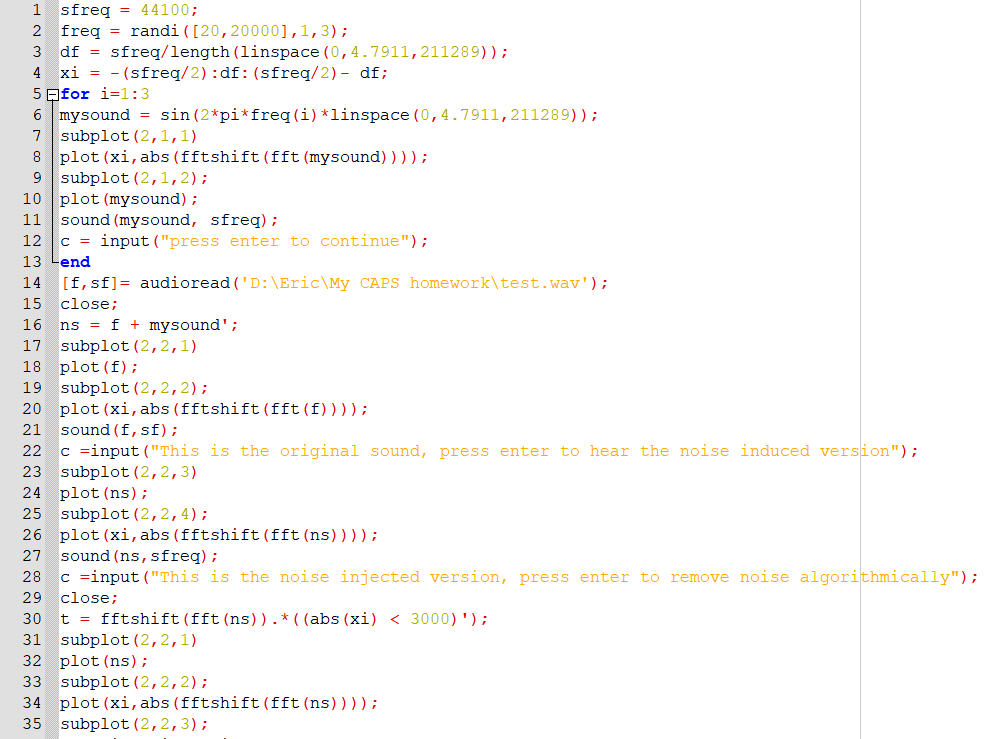 1 sfreq = 44100;
2 freq = randi([20,20000],1,3);
3 df = sfreq/length(linspace(0,4.7911,211289));
4 xi = -(sfreq/2):df:(sfreq/2)- df;
5 for i=1:3
6 mysound = sin(2*pi*freq(i)*linspace(0,4.7911,211289));
7 subplot(2,1,1)
8 plot(xi,abs(fftshift(fft(mysound))));
9 subplot(2,1,2);
10 plot(mysound);
11 sound(mysound, sfreq);
12 c = input("press enter to continue");
13 end
14 [f,sf]= audioread('D:\Eric\My CAPS homework\test.wav');
15 close;
16 ns = f + mysound';
17 subplot(2,2,1)
18 plot(f);
19 subplot(2,2,2);
20 plot(xi,abs(fftshift(fft(f))));
21 sound(f,sf);
22 c =input("This is the original sound, press enter to hear the noise induced version");
23 subplot(2,2,3)
24 plot(ns);
25 subplot(2,2,4);
26 plot(xi,abs(fftshift(fft(ns))));
27 sound(ns,sfreq);
28 c =input("This is the noise injected version, press enter to remove noise algorithmically");
29 close;
30 t = fftshift(fft(ns)).*((abs(xi) < 3000)');
31 subplot(2,2,1)
32 plot(ns);
33 subplot(2,2,2);
34 plot(xi,abs(fftshift(fft(ns))));
35 subplot(2,2,3);